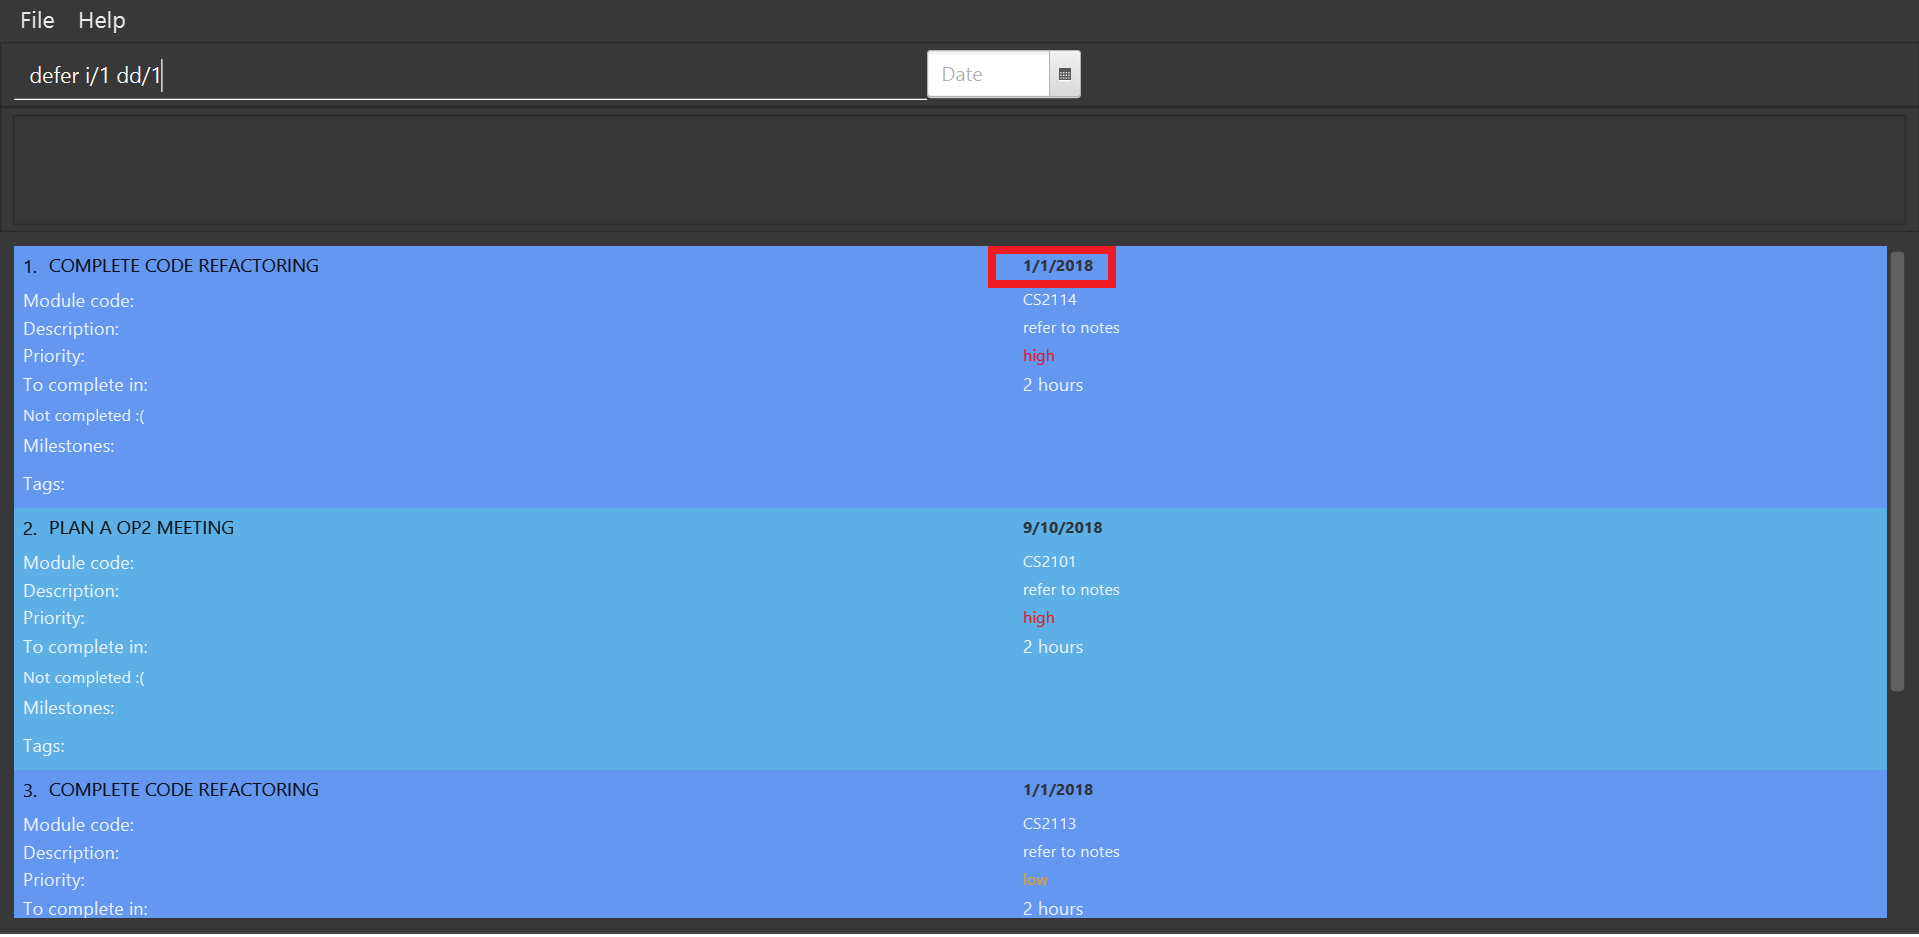 File Help
defer i/1 dd/1 Date
1. COMPLETE CODE REFACTORING 1/1/2018
Module code: CS2114
Description: refer to notes
Priority: high
To complete in: 2 hours
Not completed :(
Milestones:
Tags:
2. PLAN A OP2 MEETING 9/10/2018
Module code: CS2101
Description: refer to notes
Priority: high
To complete in: 2 hours
Not completed :(
Milestones:
Tags:
3. COMPLETE CODE REFACTORING 1/1/2018
Module code: CS2113
Description: refer to notes
Priority: low
To complete in: 2 hours